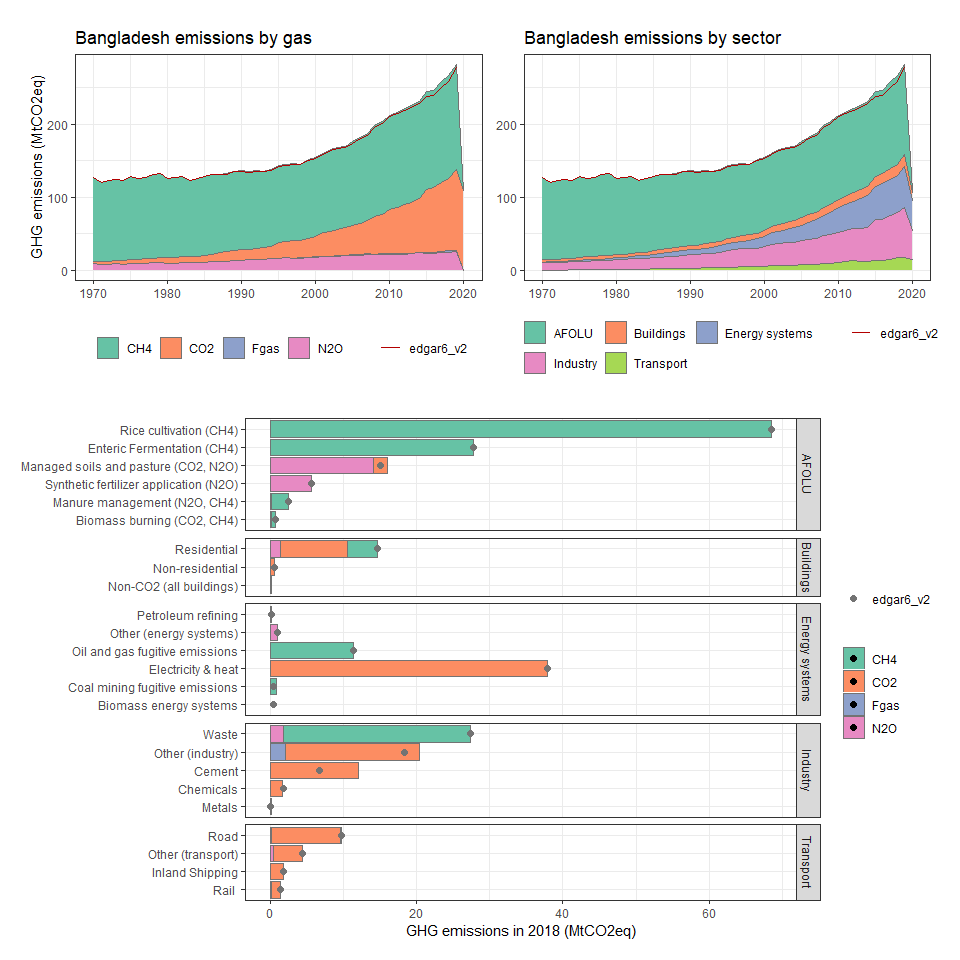 Bangladesh emissions by gas
GHG emissions (MtCO2eq)
200
100
0
1970
1980
1990
2000
2010
2020
CH4
CO2
Fgas
N2O
edgar6_v2
Bangladesh emissions by sector
200
100
0
1970
1980
1990
2000
2010
2020
AFOLU
Buildings
Energy systems
edgar6_v2
Industry
Transport
Rice cultivation (CH4)
Enteric Fermentation (CH4)
Managed soils and pasture (CO2, N2O)
Synthetic fertilizer application (N2O)
Manure management (N2O, CH4)
Biomass burning (CO2, CH4)
AFOLU
Residential
Non-residential
Non-CO2 (all buildings)
Buildings
Petroleum refining
Other (energy systems)
Oil and gas fugitive emissions
Electricity & heat
Coal mining fugitive emissions
Biomass energy systems
Energy systems
Waste
Other (industry)
Cement
Chemicals
Metals
Industry
Road
Other (transport)
Inland Shipping
Rail
Transport
0
20
40
60
GHG emissions in 2018 (MtCO2eq)
edgar6_v2
CH4
CO2
Fgas
N2O